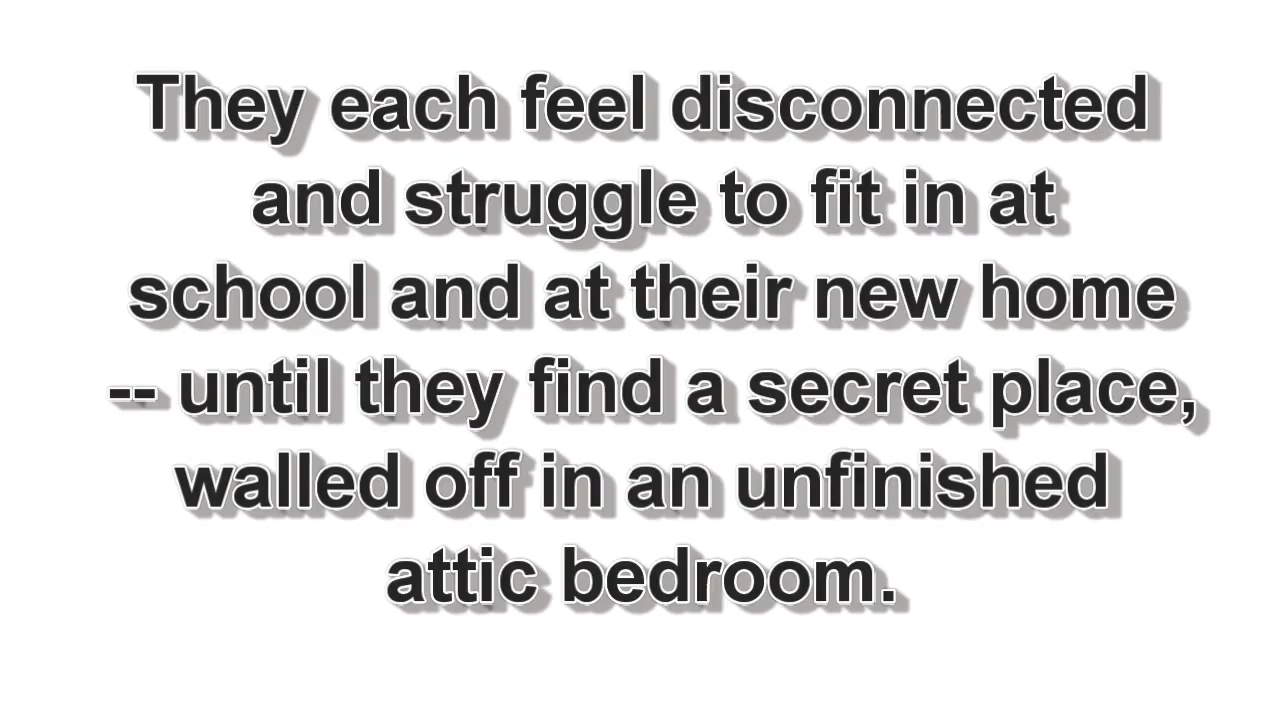 They each feel disconnected
and struggle to fit in at
school and at their new home
-- until they find a secret place,
walled off in an unfinished
attic bedroom.